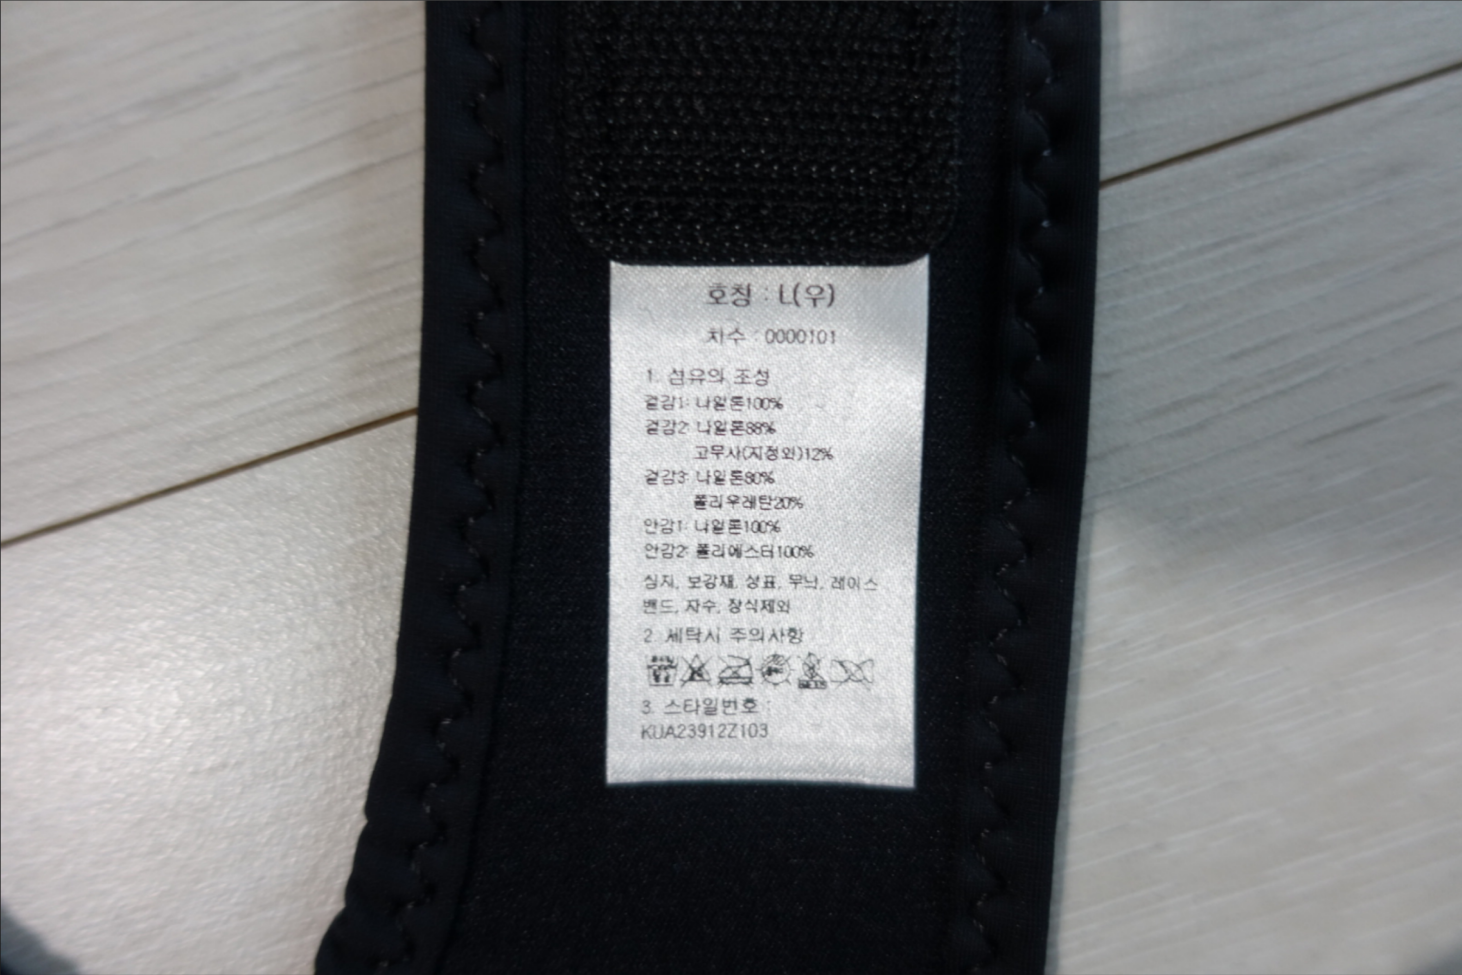 호칭 : L(우)
차수 : 0000101
1. 섬유의 조성
겉감1: 나일론100%
겉감2: 나일론88%
고무사(지정외)12%
겉감3: 나일론80%
폴리우레탄20%
안감1: 나일론100%
안감2: 폴리에스터100%
심지, 보강재, 상표, 무늬, 레이스
밴드, 자수, 장식제외
2. 세탁시 주의사항
3. 스타일번호 :
KUA23912Z103